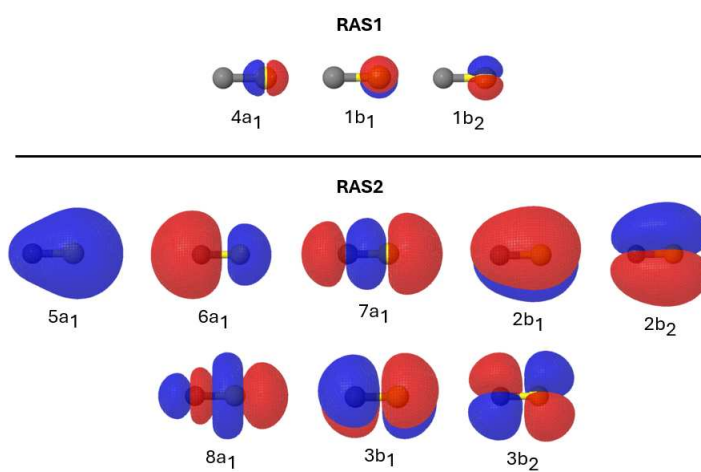 RAS1
4a₁ 1b₁ 1b₂
RAS2
5a₁ 6a₁ 7a₁ 2b₁ 2b₂
8a₁ 3b₁ 3b₂